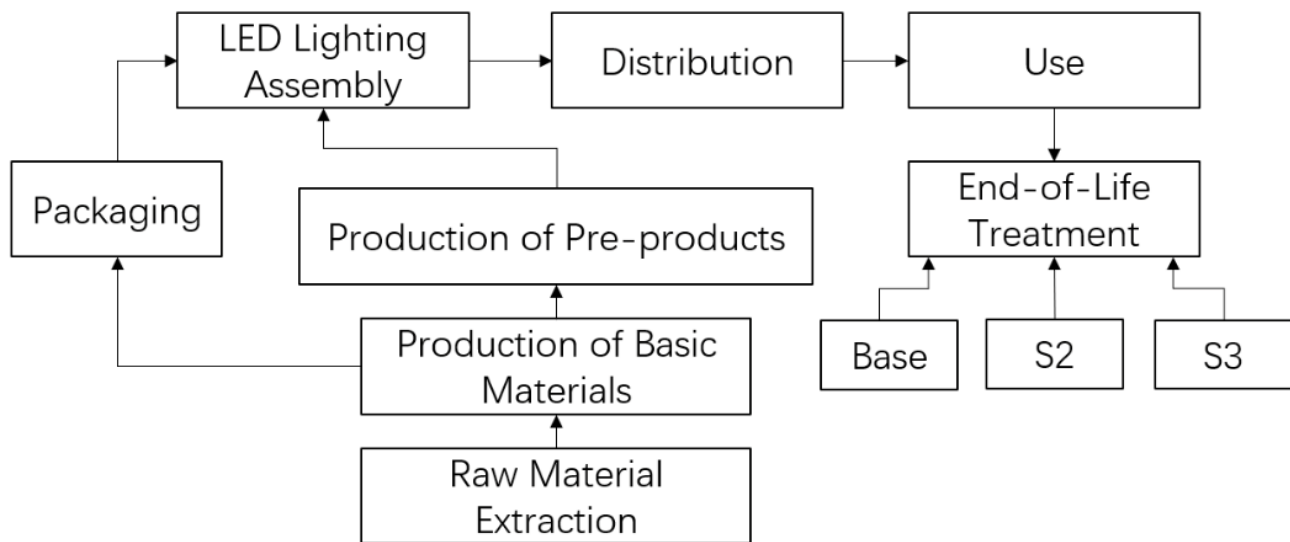 LED Lighting
Assembly
Distribution
Use
Packaging
Production of Pre-products
End-of-Life
Treatment
Production of Basic
Materials
Base
S2
S3
Raw Material
Extraction